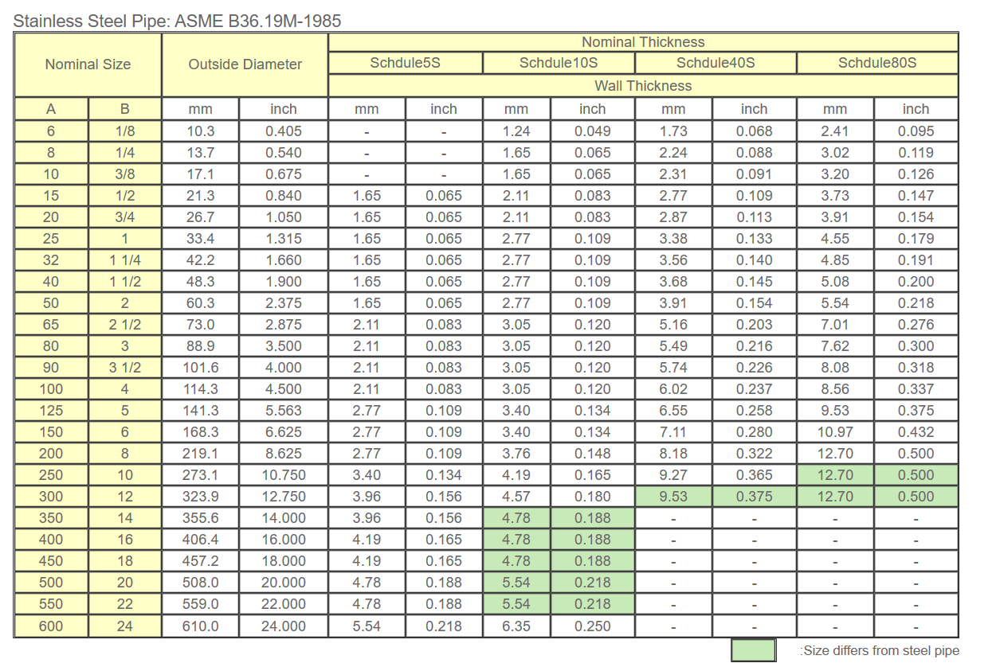 Stainless Steel Pipe: ASME B36.19M-1985
Nominal Size Outside Diameter Nominal Thickness
Schdule5S Schdule10S Schdule40S Schdule80S
Wall Thickness
A B mm inch mm inch mm inch mm inch mm inch
6 1/8 10.3 0.405 - - 1.24 0.049 1.73 0.068 2.41 0.095
8 1/4 13.7 0.540 - - 1.65 0.065 2.24 0.088 3.02 0.119
10 3/8 17.1 0.675 - - 1.65 0.065 2.31 0.091 3.20 0.126
15 1/2 21.3 0.840 1.65 0.065 2.11 0.083 2.77 0.109 3.73 0.147
20 3/4 26.7 1.050 1.65 0.065 2.11 0.083 2.87 0.113 3.91 0.154
25 1 33.4 1.315 1.65 0.065 2.77 0.109 3.38 0.133 4.55 0.179
32 1 1/4 42.2 1.660 1.65 0.065 2.77 0.109 3.56 0.140 4.85 0.191
40 1 1/2 48.3 1.900 1.65 0.065 2.77 0.109 3.68 0.145 5.08 0.200
50 2 60.3 2.375 1.65 0.065 2.77 0.109 3.91 0.154 5.54 0.218
65 2 1/2 73.0 2.875 2.11 0.083 3.05 0.120 5.16 0.203 7.01 0.276
80 3 88.9 3.500 2.11 0.083 3.05 0.120 5.49 0.216 7.62 0.300
90 3 1/2 101.6 4.000 2.11 0.083 3.05 0.120 5.74 0.226 8.08 0.318
100 4 114.3 4.500 2.11 0.083 3.05 0.120 6.02 0.237 8.56 0.337
125 5 141.3 5.563 2.77 0.109 3.40 0.134 6.55 0.258 9.53 0.375
150 6 168.3 6.625 2.77 0.109 3.40 0.134 7.11 0.280 10.97 0.432
200 8 219.1 8.625 2.77 0.109 3.76 0.148 8.18 0.322 12.70 0.500
250 10 273.1 10.750 3.40 0.134 4.19 0.165 9.27 0.365 12.70 0.500
300 12 323.9 12.750 3.96 0.156 4.57 0.180 9.53 0.375 12.70 0.500
350 14 355.6 14.000 3.96 0.156 4.78 0.188 - - - -
400 16 406.4 16.000 4.19 0.165 4.78 0.188 - - - -
450 18 457.2 18.000 4.19 0.165 4.78 0.188 - - - -
500 20 508.0 20.000 4.78 0.188 5.54 0.218 - - - -
550 22 559.0 22.000 4.78 0.188 5.54 0.218 - - - -
600 24 610.0 24.000 5.54 0.218 6.35 0.250 - - - -
:Size differs from steel pipe